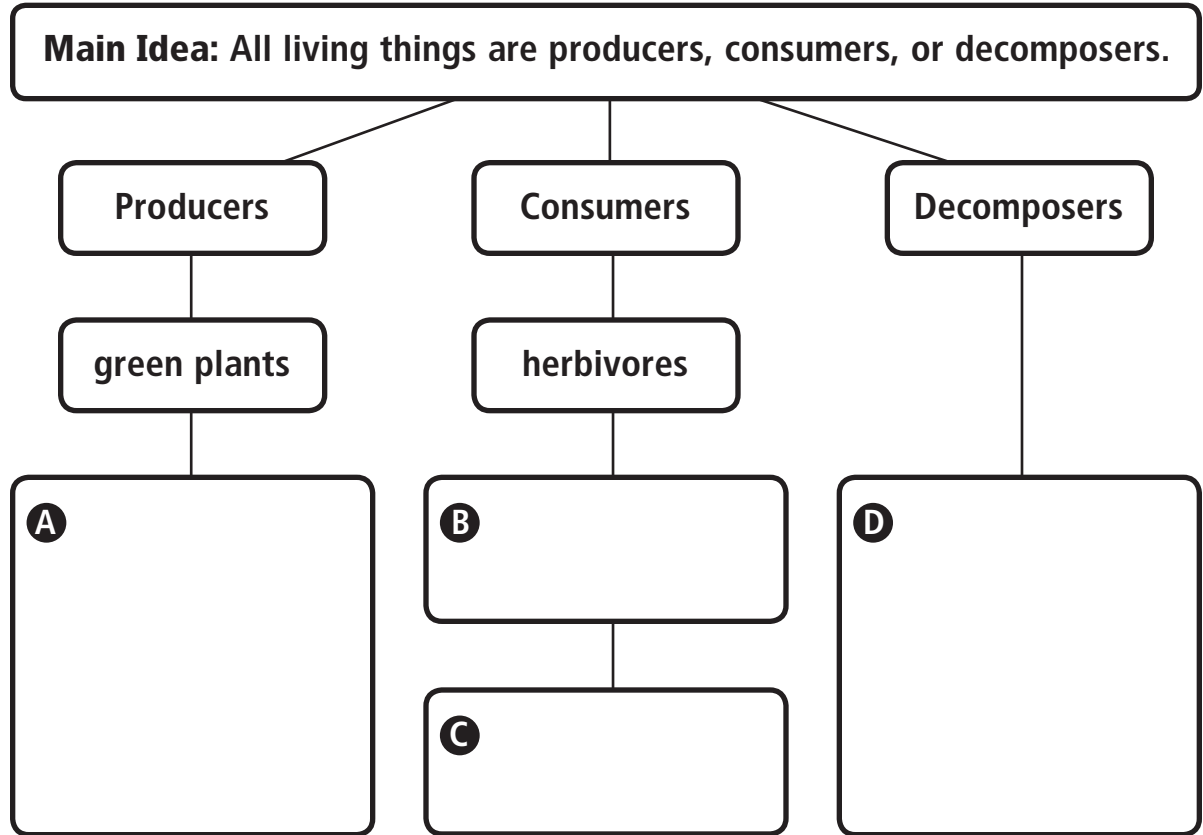 Main Idea: All living things are producers, consumers, or decomposers.
Producers
Consumers
Decomposers
green plants
herbivores
A
B
D
C